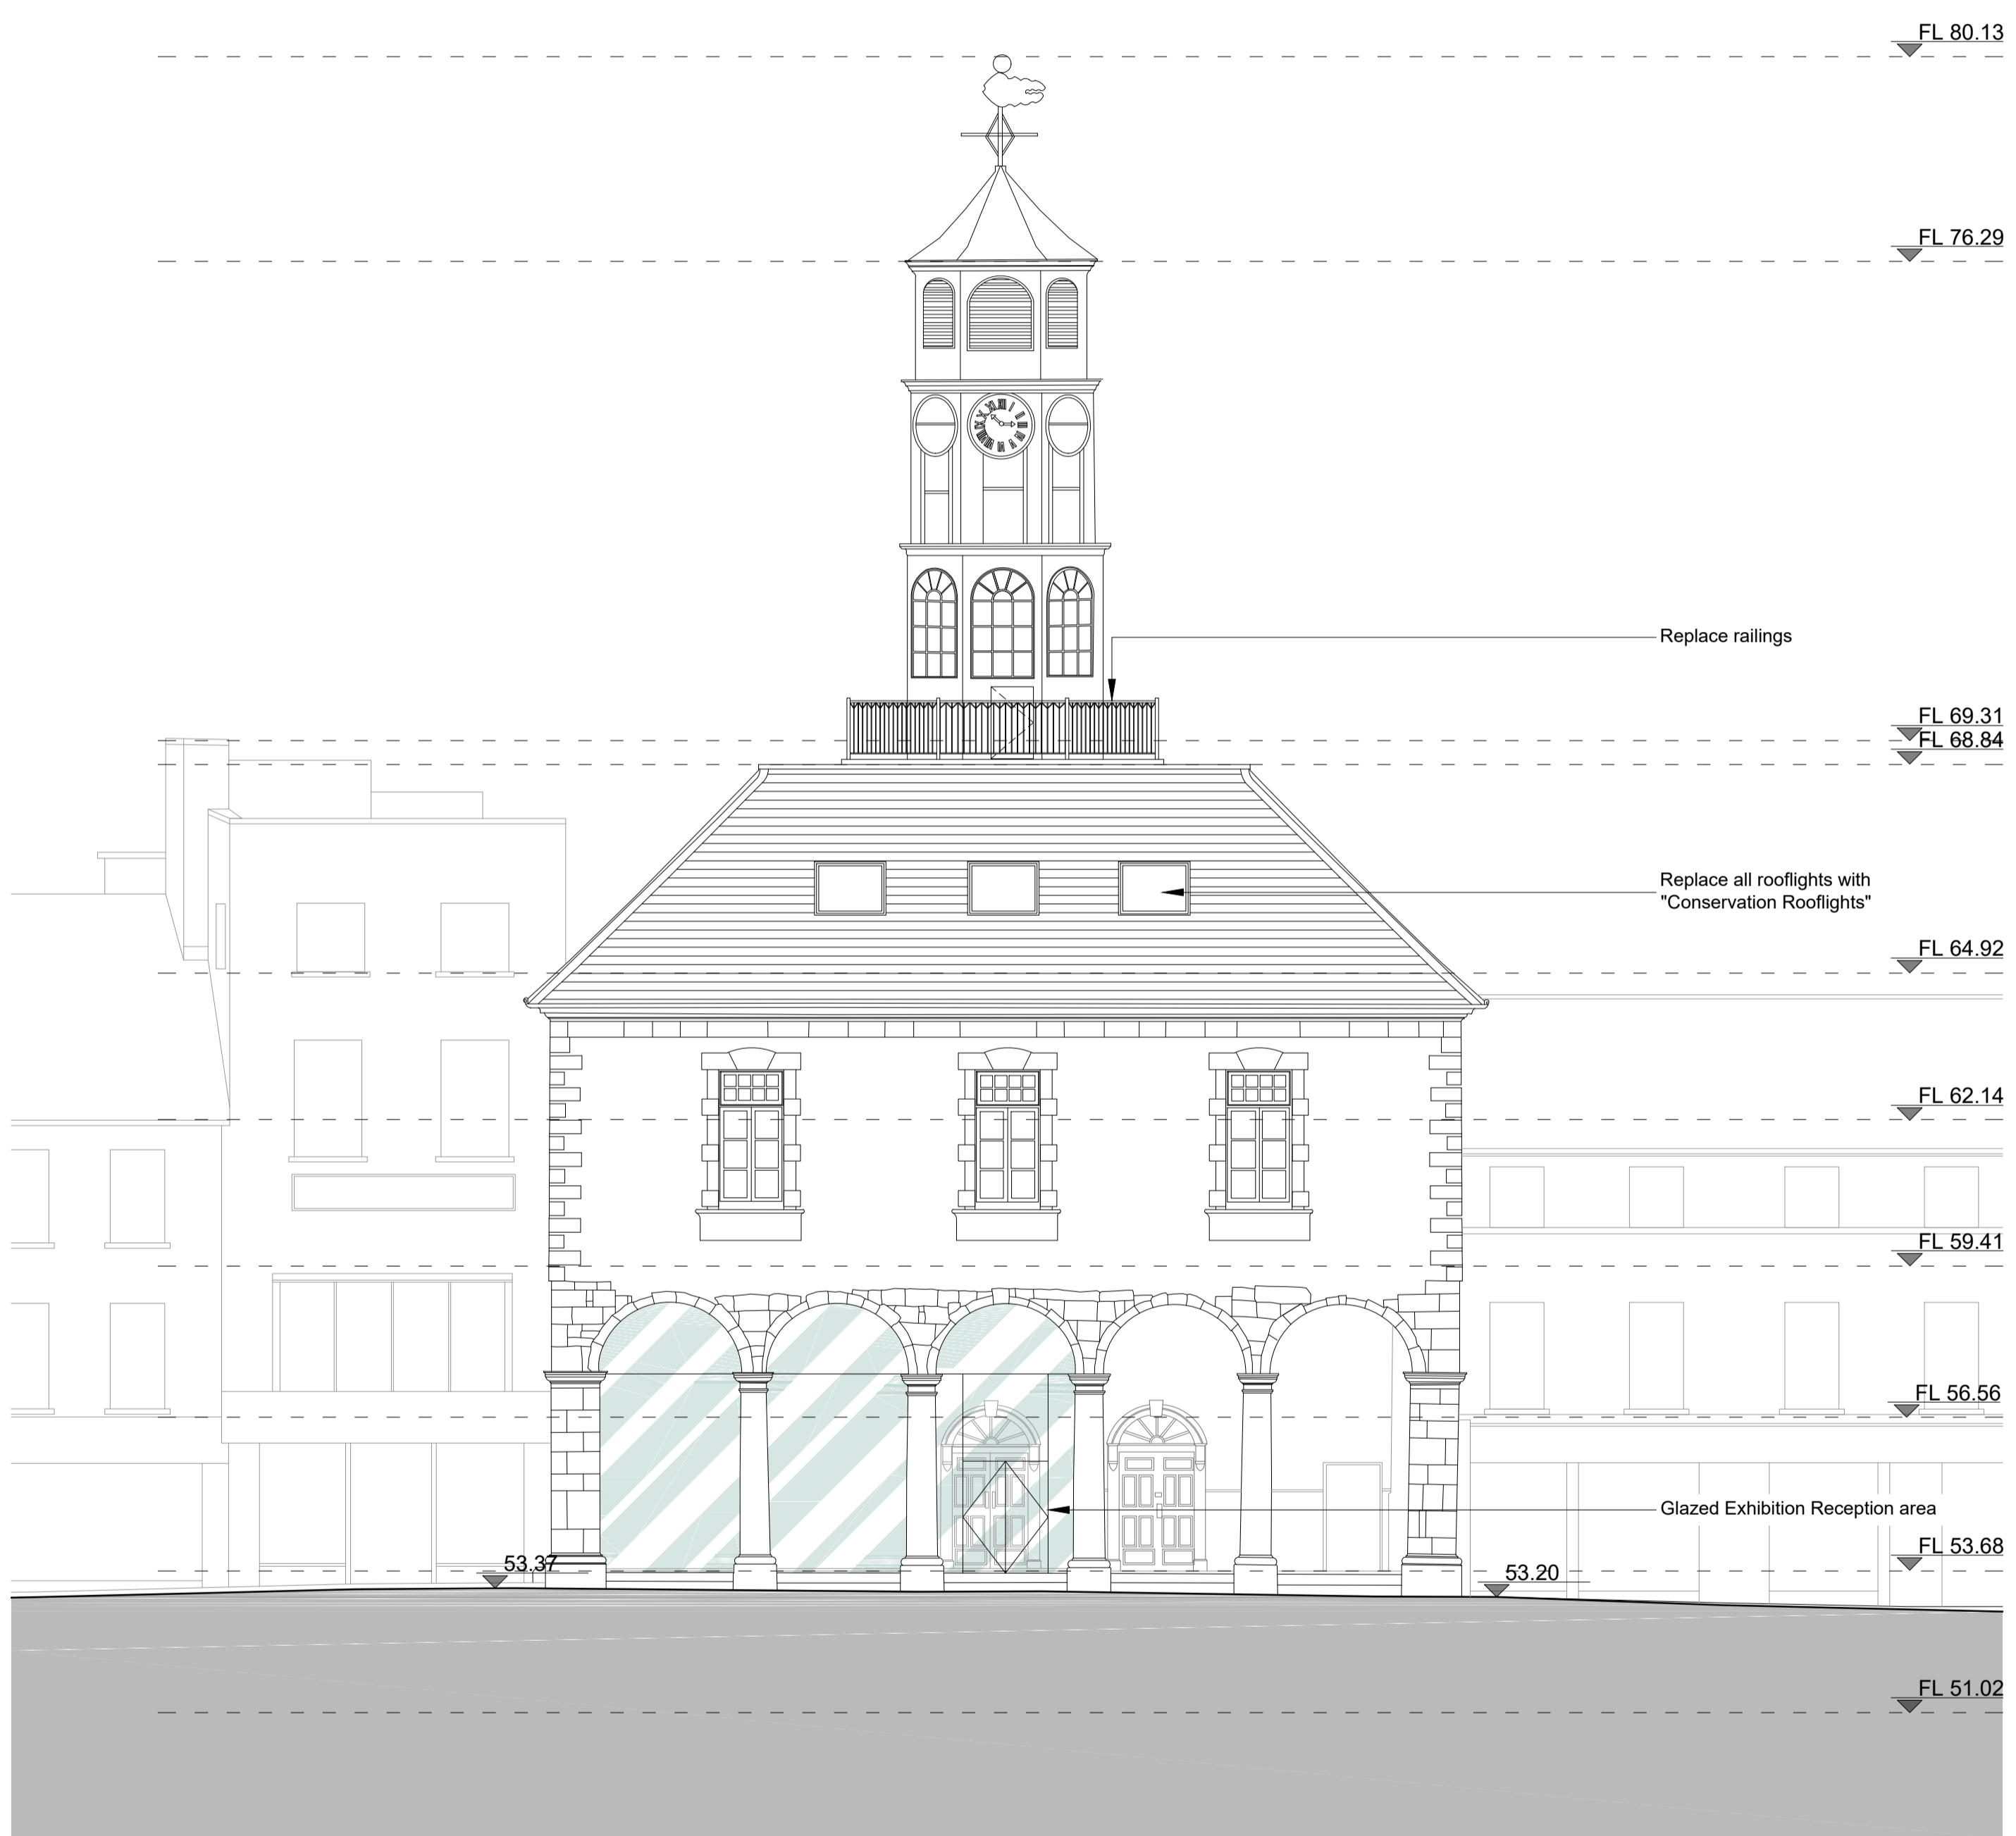 FL 80.13
FL 76.29
Replace railings
FL 69.31
FL 68.84
Replace all rooflights with
"Conservation Rooflights"
FL 64.92
FL 62.14
FL 59.41
FL 56.56
Glazed Exhibition Reception area
FL 53.68
53.37
53.20
FL 51.02